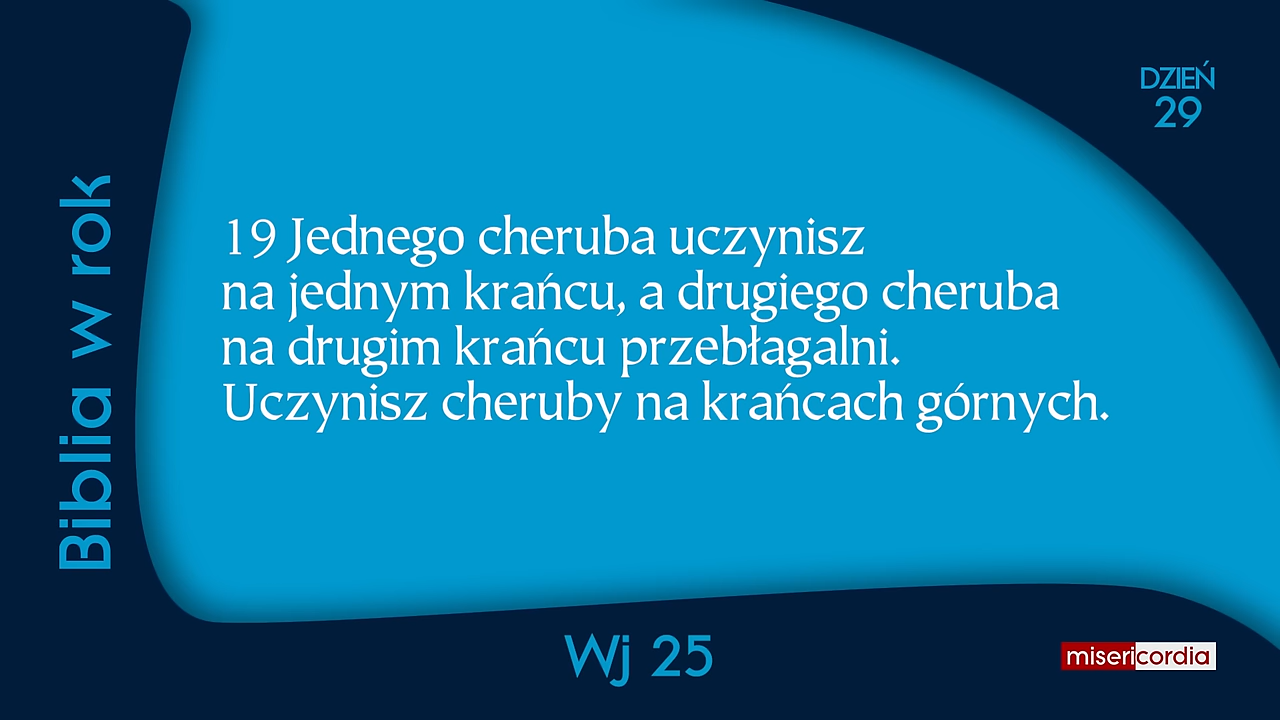 DZIEŃ
29
Biblia w rok
19 Jednego cheruba uczynisz
na jednym krańcu, a drugiego cheruba
na drugim krańcu przebłagalni.
Uczynisz cheruby na krańcach górnych.
Wj 25
misericordia